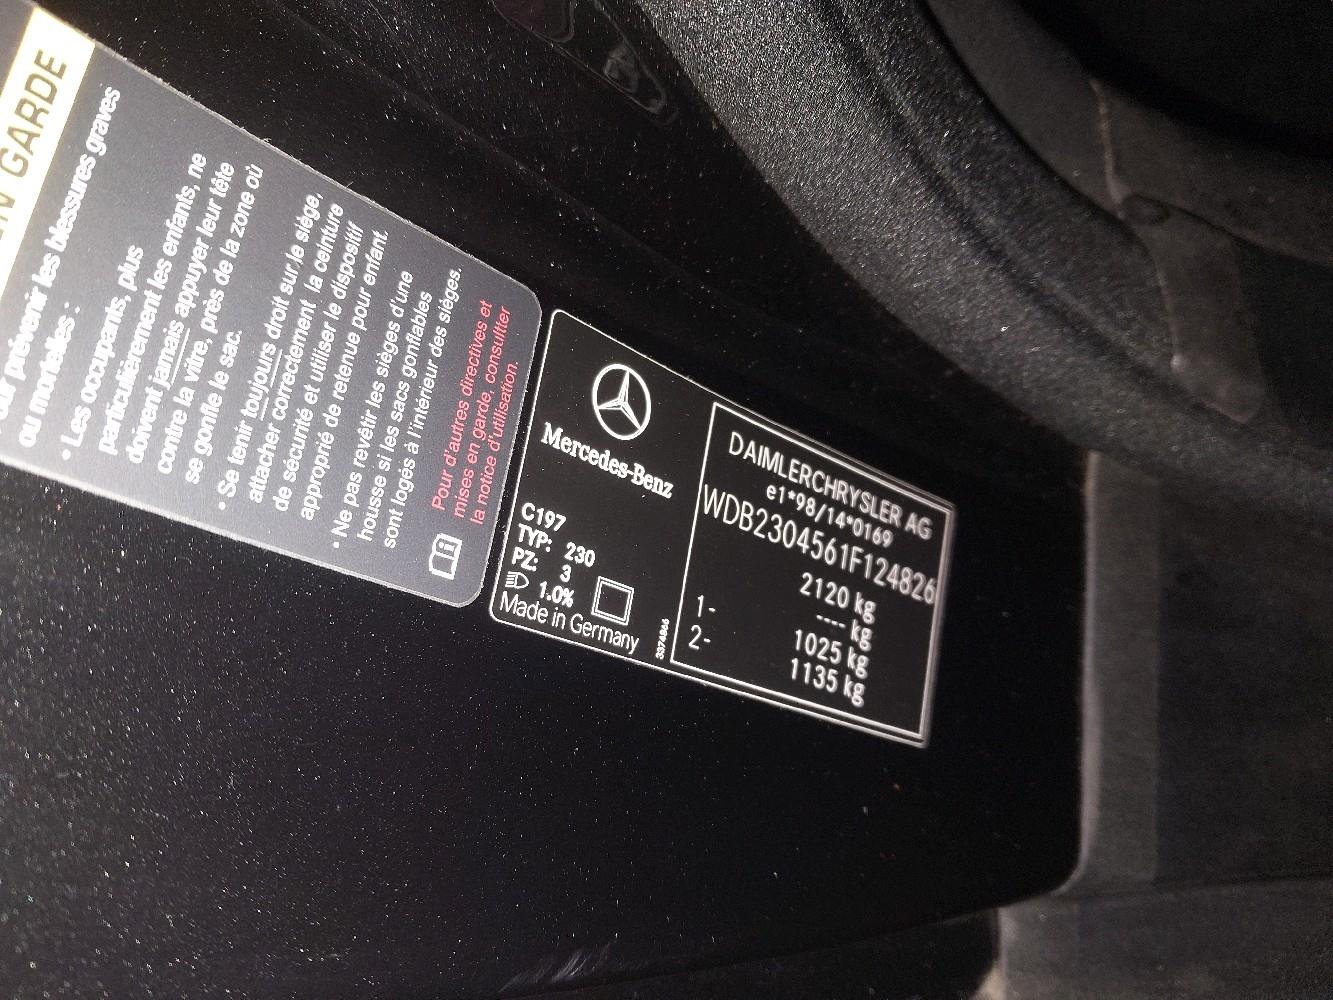 EN GARDE
prévenir les blessures graves
ou mortelles :
• Les occupants, plus
particulièrement les enfants, ne
doivent jamais appuyer leur tête
contre la vitre, près de la zone où
se gonfle le sac.
• Se tenir toujours droit sur le siège,
attacher correctement la ceinture
de sécurité et utiliser le dispositif
approprié de retenue pour enfant.
• Ne pas revêtir les sièges d'une
housse si les sacs gonflables
sont logés à l'intérieur des sièges.
Pour d'autres directives et
mises en garde, consultter
la notice d'utilisation.
Mercedes-Benz
C197
TYP: 230
PZ: 3
1.0%
Made in Germany
3374866
DAIMLERCHRYSLER AG
e1*98/14*0169
WDB2304561F124826
2120 kg
---- kg
1- 1025 kg
2- 1135 kg